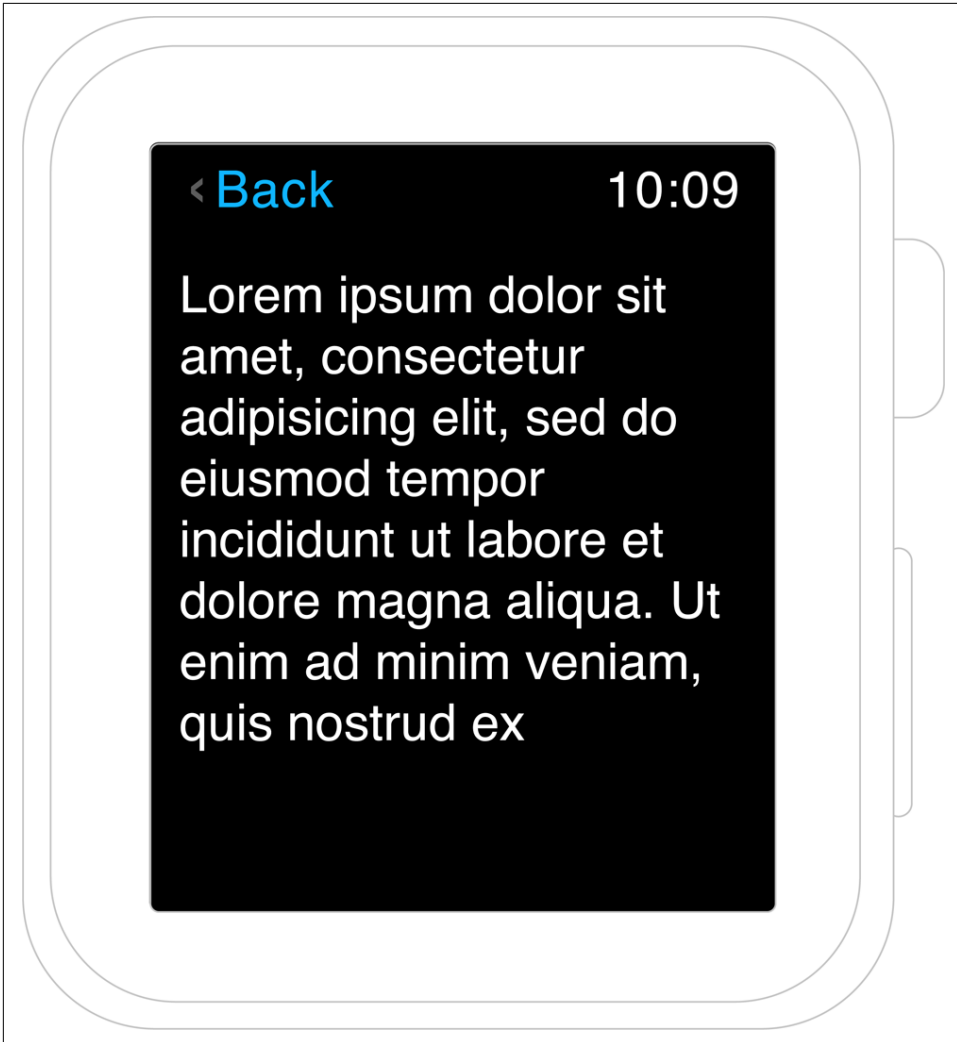 Back 10:09
Lorem ipsum dolor sit
amet, consectetur
adipisicing elit, sed do
eiusmod tempor
incididunt ut labore et
dolore magna aliqua. Ut
enim ad minim veniam,
quis nostrud ex